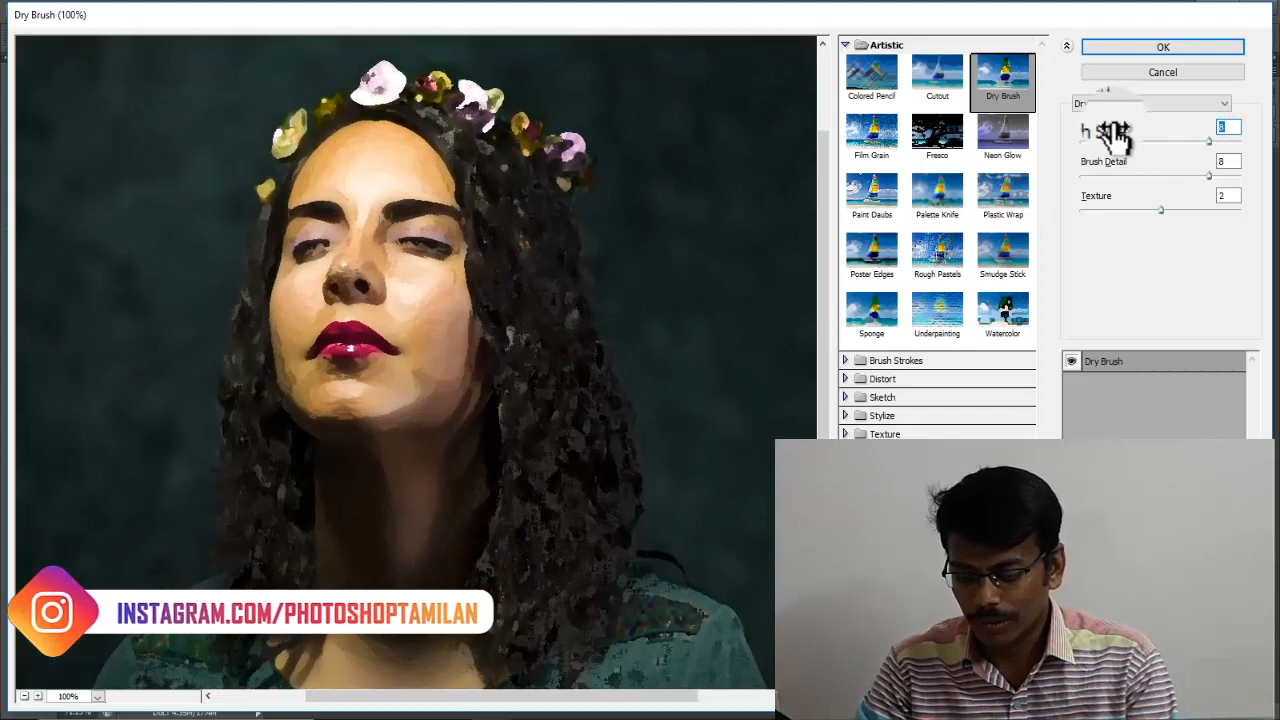 Dry Brush (100%)
Artistic
Colored Pencil
Cutout
Dry Brush
Film Grain
Fresco
Neon Glow
Paint Daubs
Palette Knife
Plastic Wrap
Poster Edges
Rough Pastels
Smudge Stick
Sponge
Underpainting
Watercolor
Brush Strokes
Distort
Sketch
Stylize
Texture
OK
Cancel
Brush Detail
8
Texture
2
Dry Brush
INSTAGRAM.COM/PHOTOSHOPTAMILAN
100%